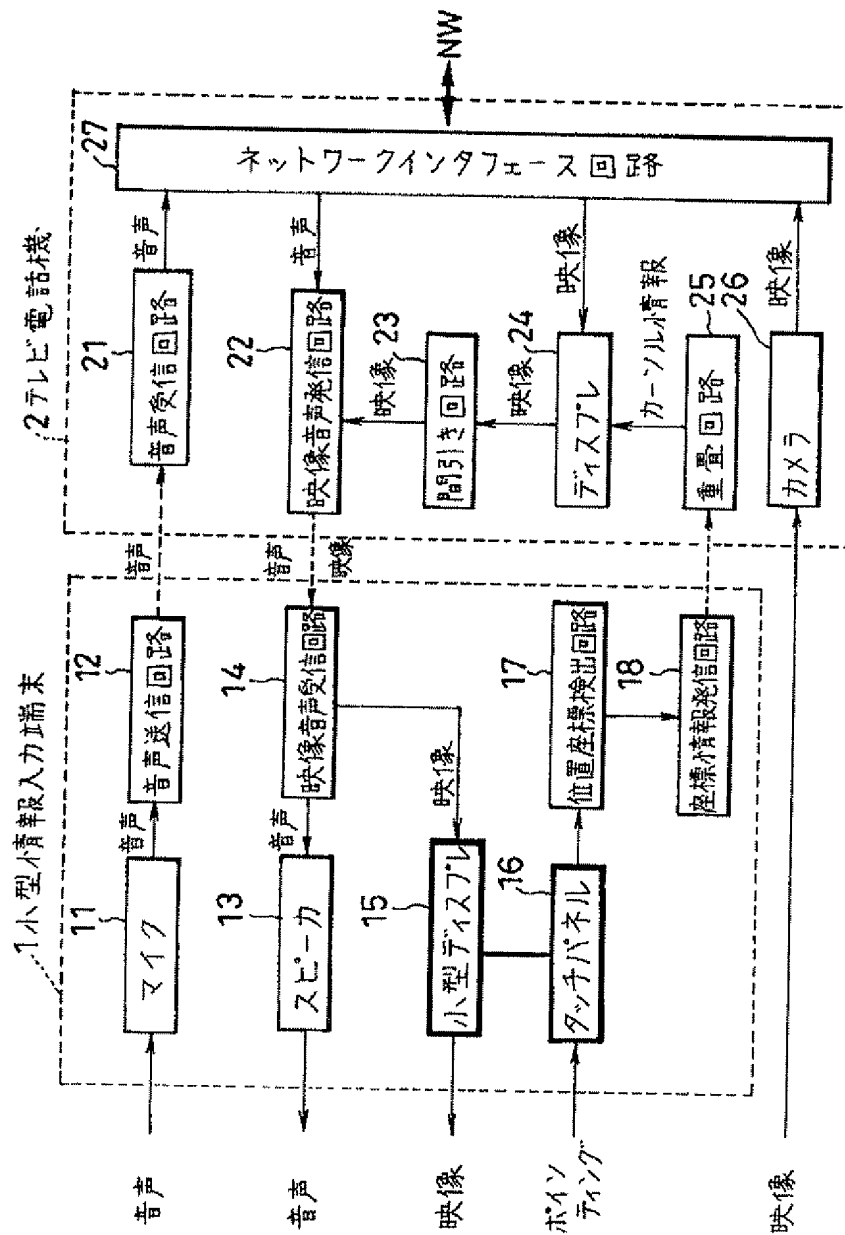 1小型情報入力端末
2テレビ電話機
音声
11
マイク
音声
12
音声送信回路
音声
21
音声受信回路
音声
27
ネットワークインタフェース回路
NW
音声
13
スピーカ
音声
14
映像音声受信回路
音声
映像
22
映像音声発信回路
音声
映像
15
小型ディスプレ
映像
映像
23
間引き回路
映像
24
ディスプレ
映像
ポイン
ティング
16
タッチパネル
17
位置座標検出回路
18
座標情報発信回路
カーソル情報
25
重畳回路
映像
26
カメラ
映像